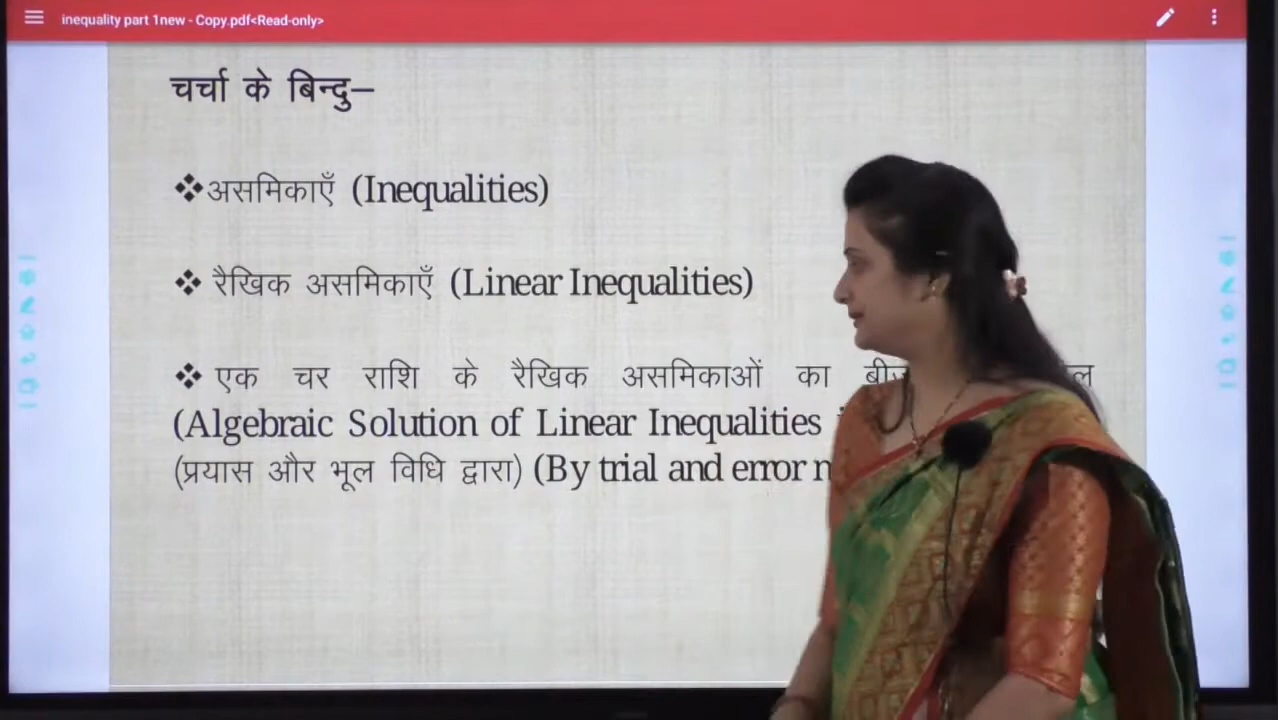 inequality part 1new - Copy.pdf<Read-only>
चर्चा के बिन्दु–
❖असमिकाएँ (Inequalities)
❖ रैखिक असमिकाएँ (Linear Inequalities)
❖ एक चर राशि के रैखिक असमिकाओं का
(Algebraic Solution of Linear Inequalities
(प्रयास और भूल विधि द्वारा) (By trial and error